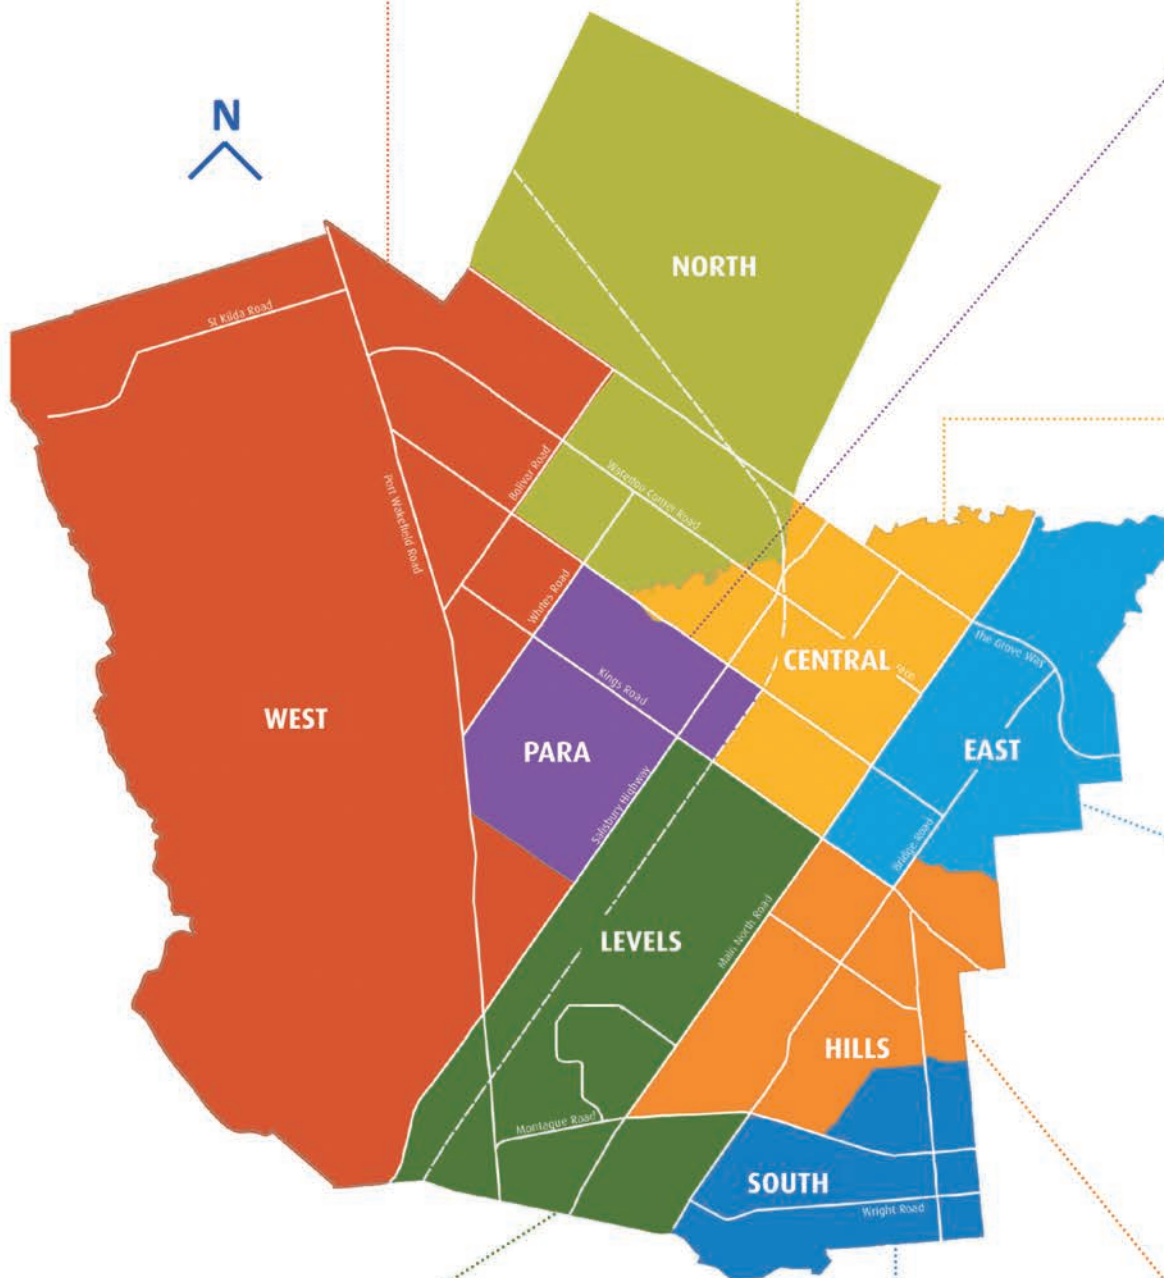 N
NORTH
St Kilda Road
Bolivar Road
Waterloo Corner Road
Port Wakefield Road
Whites Road
The Grove Way
CENTRAL
Kings Road
WEST
PARA
EAST
Salisbury Highway
Bridge Road
LEVELS
Main North Road
HILLS
Montague Road
SOUTH
Wright Road